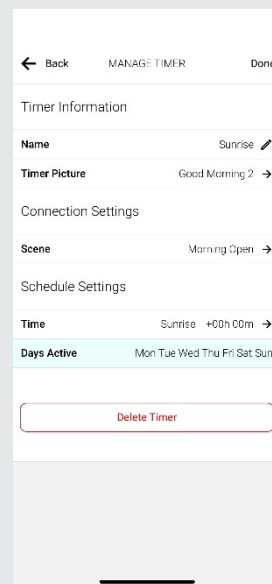 Back MANAGE TIMER Done
Timer Information
Name Sunrise
Timer Picture Good Morning 2
Connection Settings
Scene Morning Open
Schedule Settings
Time Sunrise +00h 00m
Days Active Mon Tue Wed Thu Fri Sat Sun
Delete Timer